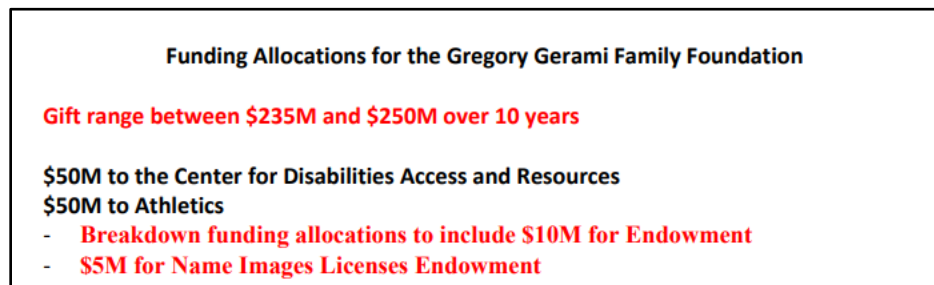 Funding Allocations for the Gregory Gerami Family Foundation
Gift range between $235M and $250M over 10 years
$50M to the Center for Disabilities Access and Resources
$50M to Athletics
- Breakdown funding allocations to include $10M for Endowment
- $5M for Name Images Licenses Endowment